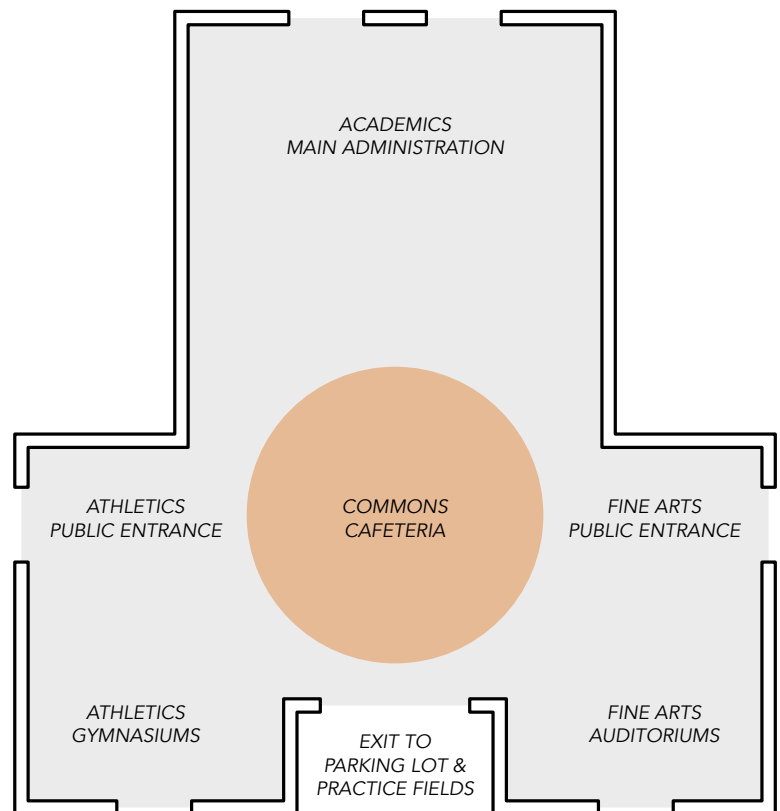 ACADEMICS
MAIN ADMINISTRATION
ATHLETICS
PUBLIC ENTRANCE
COMMONS
CAFETERIA
FINE ARTS
PUBLIC ENTRANCE
ATHLETICS
GYMNASIUMS
EXIT TO
PARKING LOT &
PRACTICE FIELDS
FINE ARTS
AUDITORIUMS